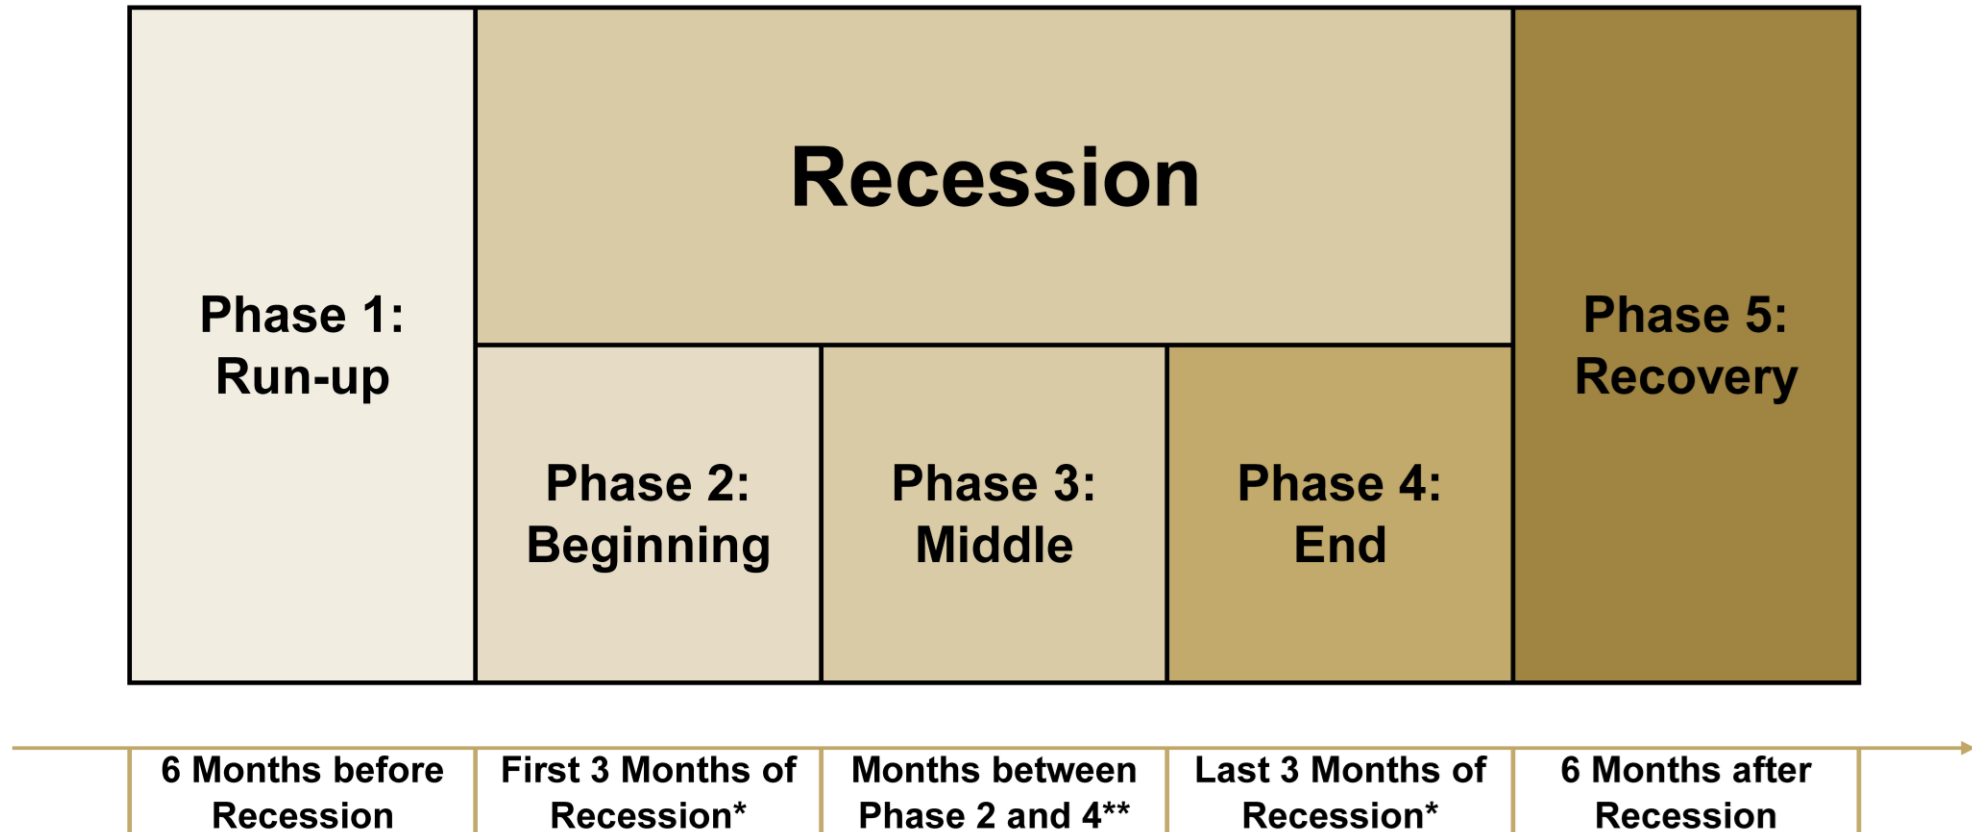 Recession
Phase 1:
Run-up
Phase 2:
Beginning
Phase 3:
Middle
Phase 4:
End
Phase 5:
Recovery
6 Months before
Recession
First 3 Months of
Recession*
Months between
Phase 2 and 4**
Last 3 Months of
Recession*
6 Months after
Recession